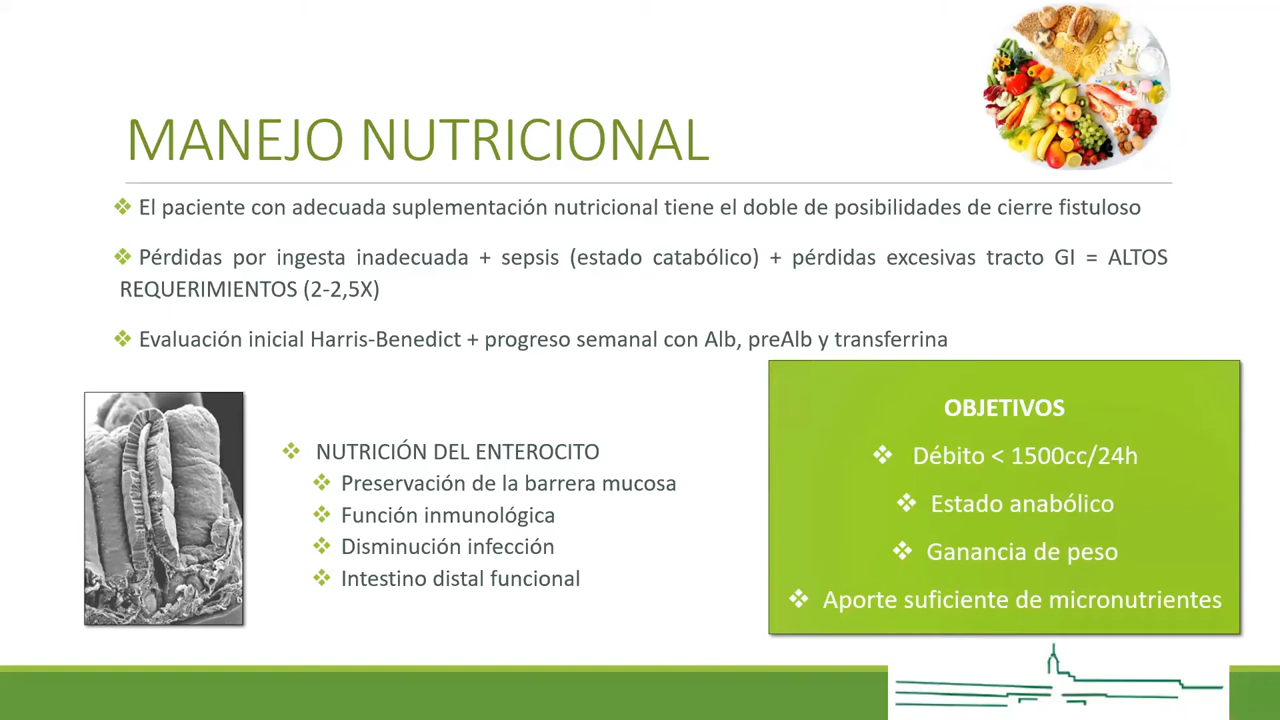 MANEJO NUTRICIONAL
❖ El paciente con adecuada suplementación nutricional tiene el doble de posibilidades de cierre fistuloso
❖ Pérdidas por ingesta inadecuada + sepsis (estado catabólico) + pérdidas excesivas tracto GI = ALTOS
REQUERIMIENTOS (2-2,5X)
❖ Evaluación inicial Harris-Benedict + progreso semanal con Alb, preAlb y transferrina
❖ NUTRICIÓN DEL ENTEROCITO
❖ Preservación de la barrera mucosa
❖ Función inmunológica
❖ Disminución infección
❖ Intestino distal funcional
OBJETIVOS
❖ Débito < 1500cc/24h
❖ Estado anabólico
❖ Ganancia de peso
❖ Aporte suficiente de micronutrientes